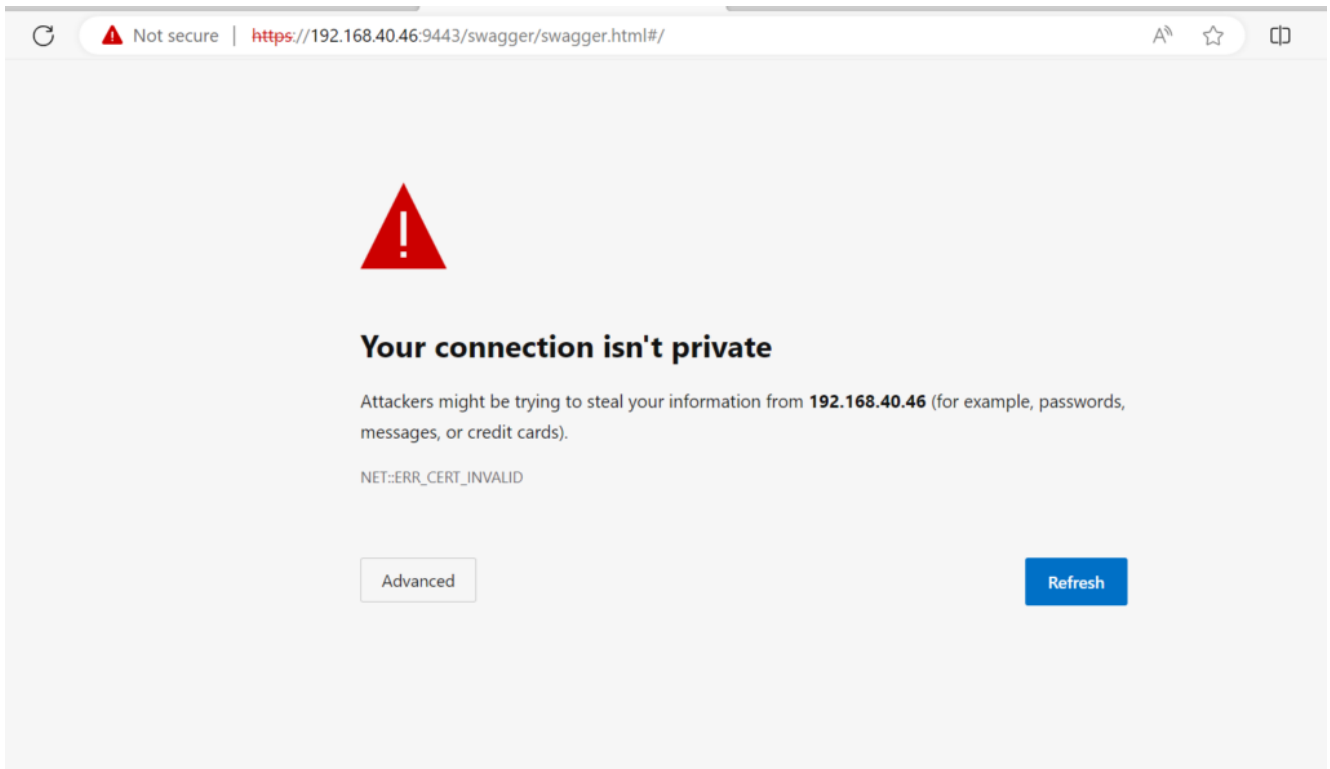 Not secure | https://192.168.40.46:9443/swagger/swagger.html#/
Your connection isn't private
Attackers might be trying to steal your information from 192.168.40.46 (for example, passwords,
messages, or credit cards).
NET::ERR_CERT_INVALID
Advanced
Refresh